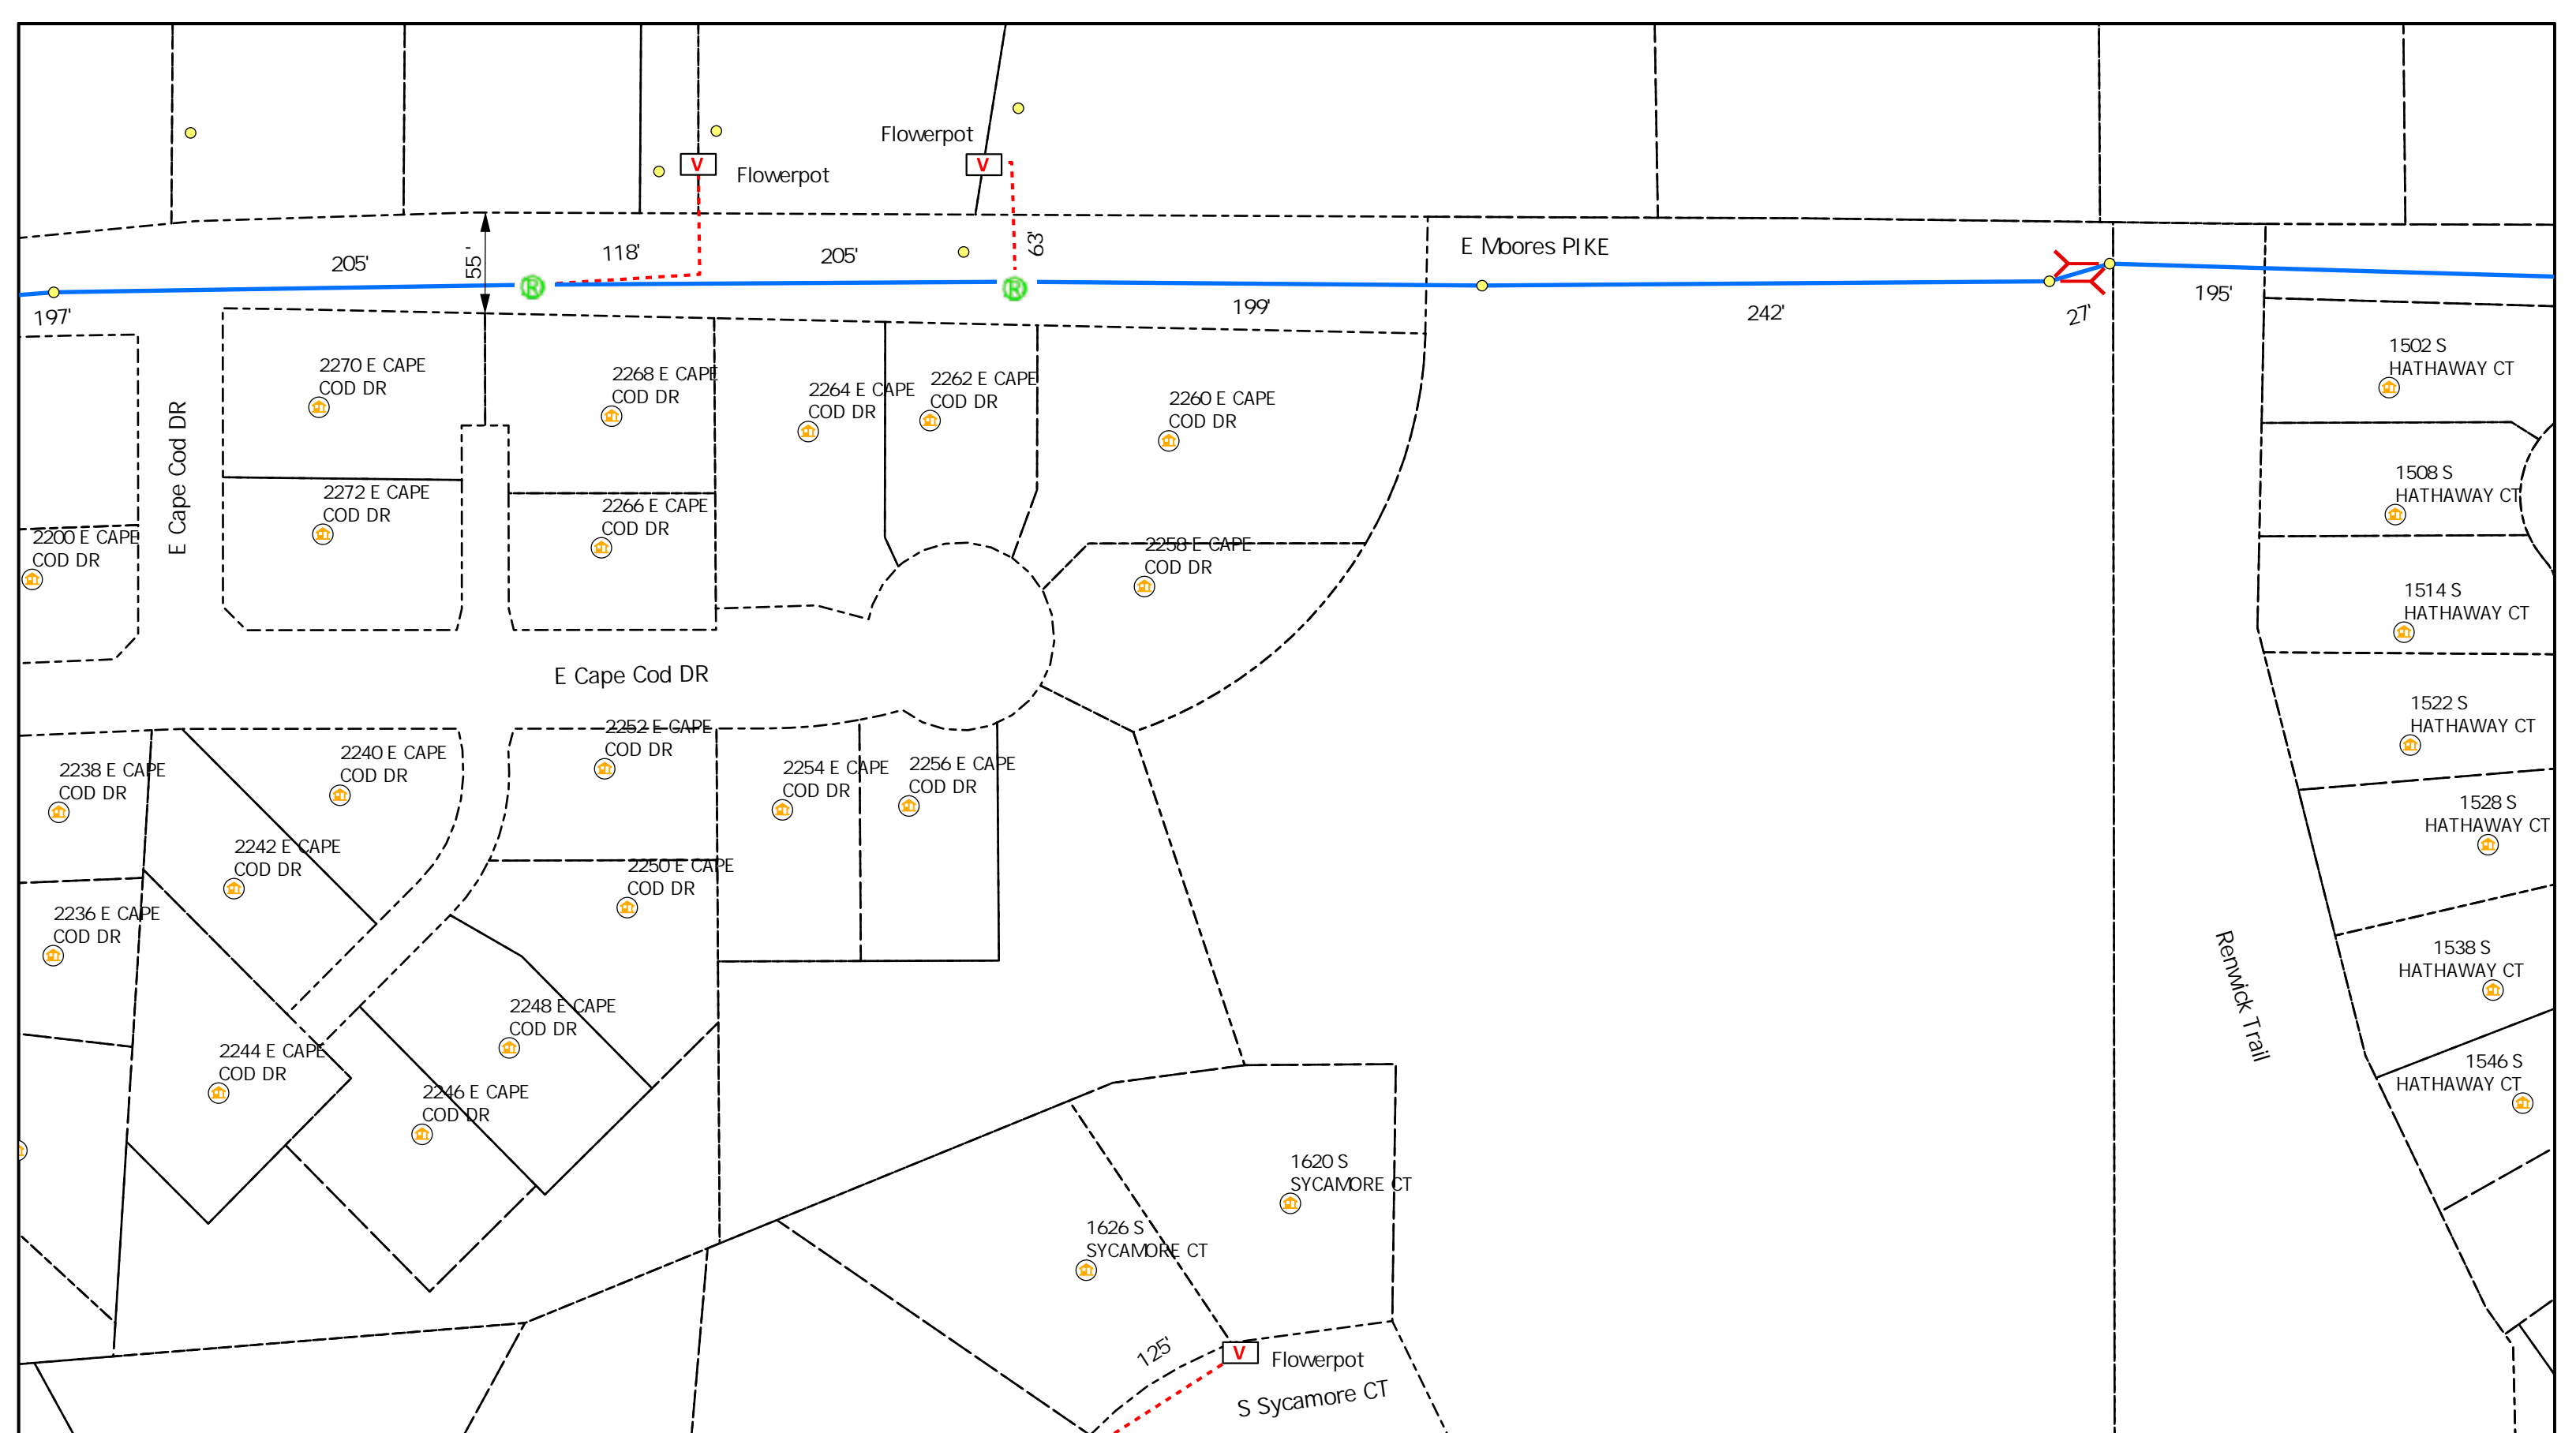 Flowerpot
V
V
Flowerpot
205'
55'
118'
205'
63'
E Moores PIKE
197'
199'
242'
27'
195'
R
R
2270 E CAPE
COD DR
2268 E CAPE
COD DR
2264 E CAPE
COD DR
2262 E CAPE
COD DR
2260 E CAPE
COD DR
1502 S
HATHAWAY CT
E Cape Cod DR
2272 E CAPE
COD DR
2266 E CAPE
COD DR
1508 S
HATHAWAY CT
2200 E CAPE
COD DR
2258 E CAPE
COD DR
1514 S
HATHAWAY CT
E Cape Cod DR
1522 S
HATHAWAY CT
2238 E CAPE
COD DR
2240 E CAPE
COD DR
2252 E CAPE
COD DR
2254 E CAPE
COD DR
2256 E CAPE
COD DR
1528 S
HATHAWAY CT
2242 E CAPE
COD DR
2250 E CAPE
COD DR
2236 E CAPE
COD DR
1538 S
HATHAWAY CT
Renwick Trail
2248 E CAPE
COD DR
2244 E CAPE
COD DR
2246 E CAPE
COD DR
1546 S
HATHAWAY CT
1620 S
SYCAMORE CT
1626 S
SYCAMORE CT
125'
V
Flowerpot
S Sycamore CT